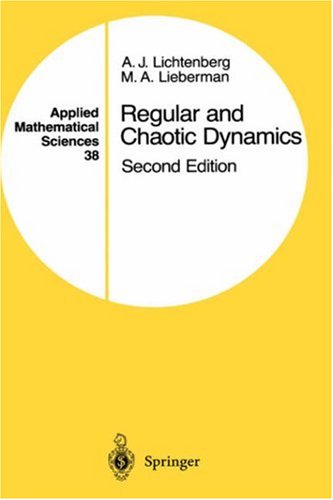 A. J. Lichtenberg
M. A. Lieberman
Applied
Mathematical
Sciences
38
Regular and
Chaotic Dynamics
Second Edition
Springer